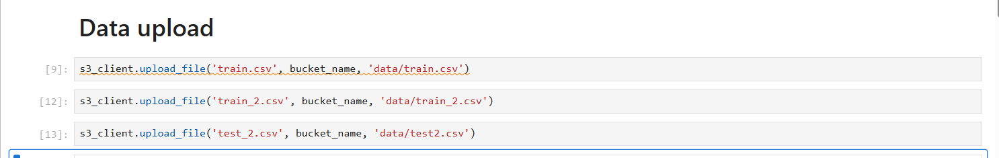 Data upload
[9]: s3_client.upload_file('train.csv', bucket_name, 'data/train.csv')
[12]: s3_client.upload_file('train_2.csv', bucket_name, 'data/train_2.csv')
[13]: s3_client.upload_file('test_2.csv', bucket_name, 'data/test2.csv')